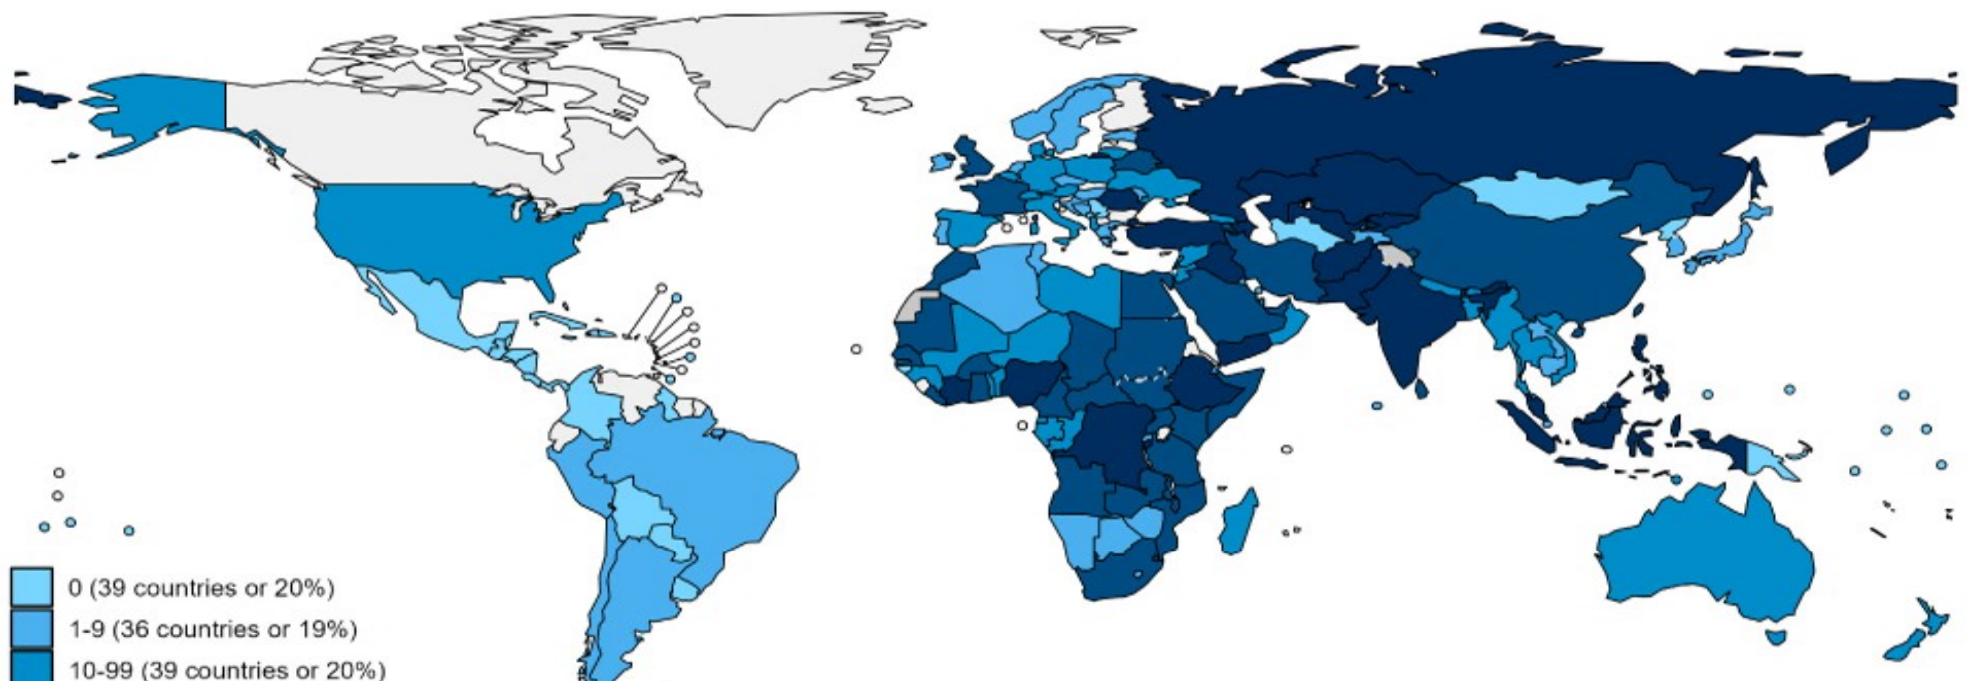 0 (39 countries or 20%)
1-9 (36 countries or 19%)
10-99 (39 countries or 20%)